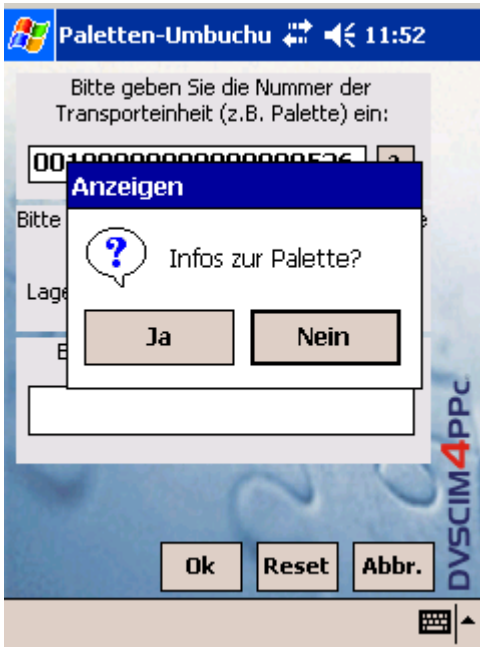 Paletten-Umbuchu 11:52
Bitte geben Sie die Nummer der
Transporteinheit (z.B. Palette) ein:
Anzeigen
Bitte
Infos zur Palette?
Ja Nein
Ok Reset Abbr.
DVSCIM4PPc